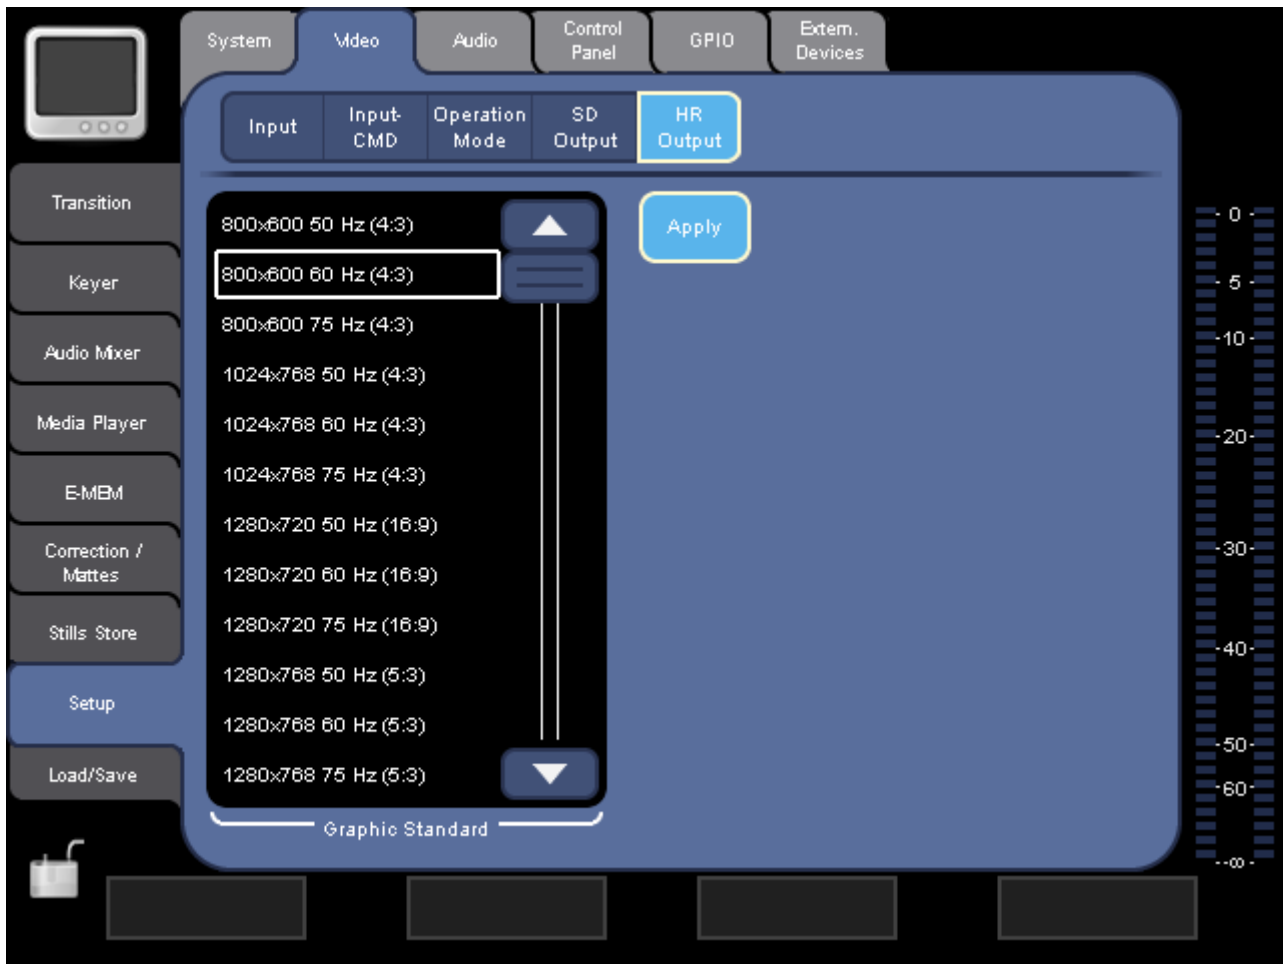 System
Video
Audio
Control
Panel
GPIO
Extern.
Devices
Input
Input-
CMD
Operation
Mode
SD
Output
HR
Output
Transition
Keyer
Audio Mixer
Media Player
E-MEM
Correction /
Mattes
Stills Store
Setup
Load/Save
800x600 50 Hz (4:3)
800x600 60 Hz (4:3)
800x600 75 Hz (4:3)
1024x768 50 Hz (4:3)
1024x768 60 Hz (4:3)
1024x768 75 Hz (4:3)
1280x720 50 Hz (16:9)
1280x720 60 Hz (16:9)
1280x720 75 Hz (16:9)
1280x768 50 Hz (5:3)
1280x768 60 Hz (5:3)
1280x768 75 Hz (5:3)
Graphic Standard
Apply
- 0 -
- 5 -
-10-
-20-
-30-
-40-
-50-
-60-
--∞ -